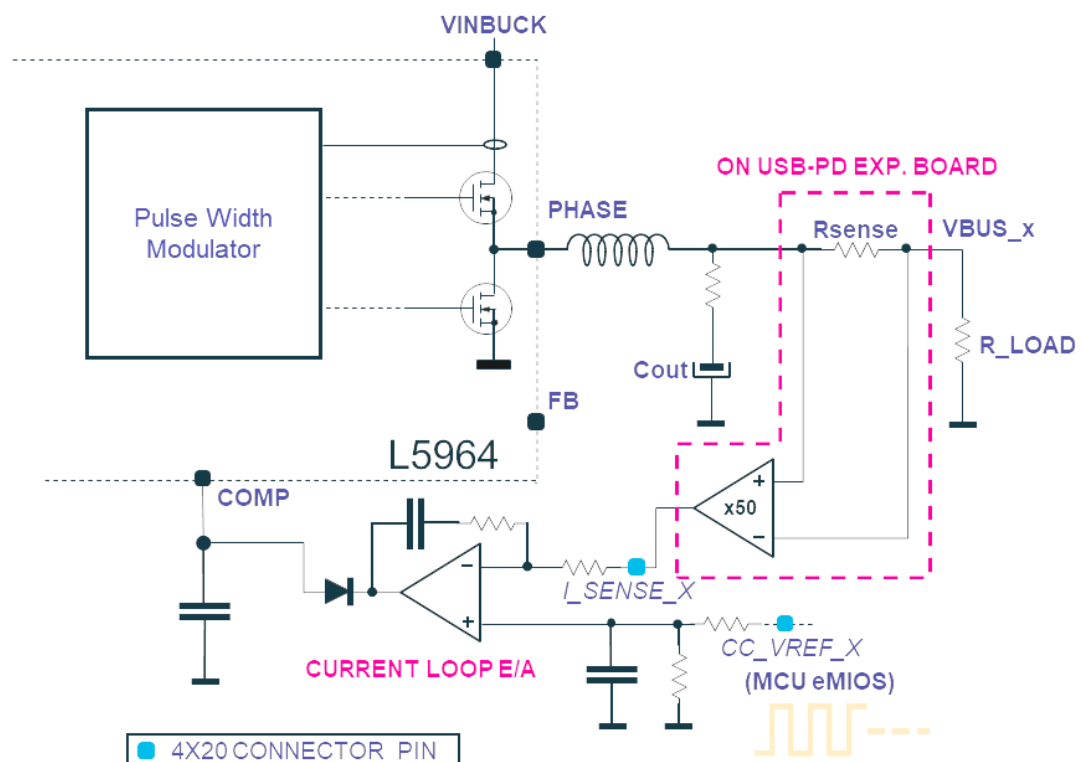 VINBUCK
ON USB-PD EXP. BOARD
Pulse Width
Modulator
PHASE
Rsense
VBUS_x
R_LOAD
Cout
FB
L5964
COMP
+
x50
−
−
+
I_SENSE_X
CC_VREF_X
CURRENT LOOP E/A
(MCU eMIOS)
4X20 CONNECTOR PIN